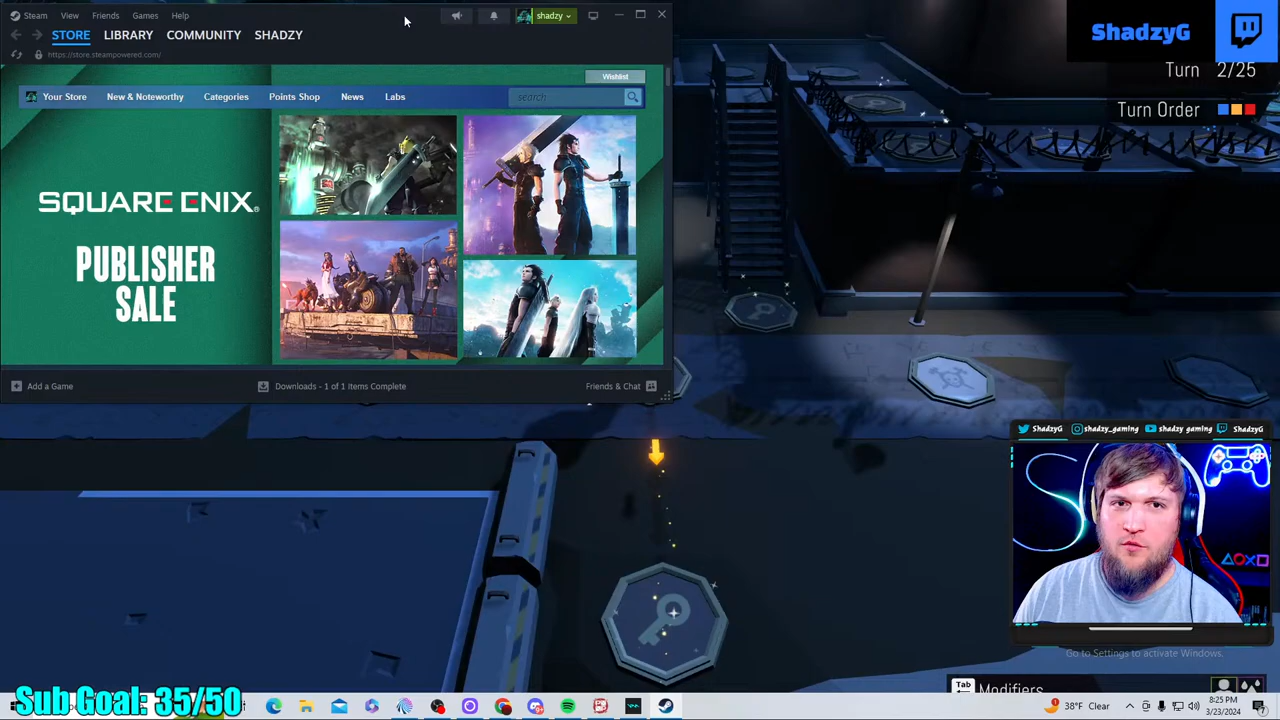 Steam View Friends Games Help
shadzy
STORE LIBRARY COMMUNITY SHADZY
https://store.steampowered.com/
Wishlist
Your Store New & Noteworthy Categories Points Shop News Labs
search
SQUARE ENIX®
PUBLISHER
SALE
Add a Game
Downloads - 1 of 1 Items Complete
Friends & Chat
ShadzyG
Turn 2/25
Turn Order
ShadzyG shadzy_gaming shadzy gaming ShadzyG
Go to Settings to activate Windows.
Tab Modifiers
Sub Goal: 35/50
38°F Clear
8:25 PM
3/23/2024